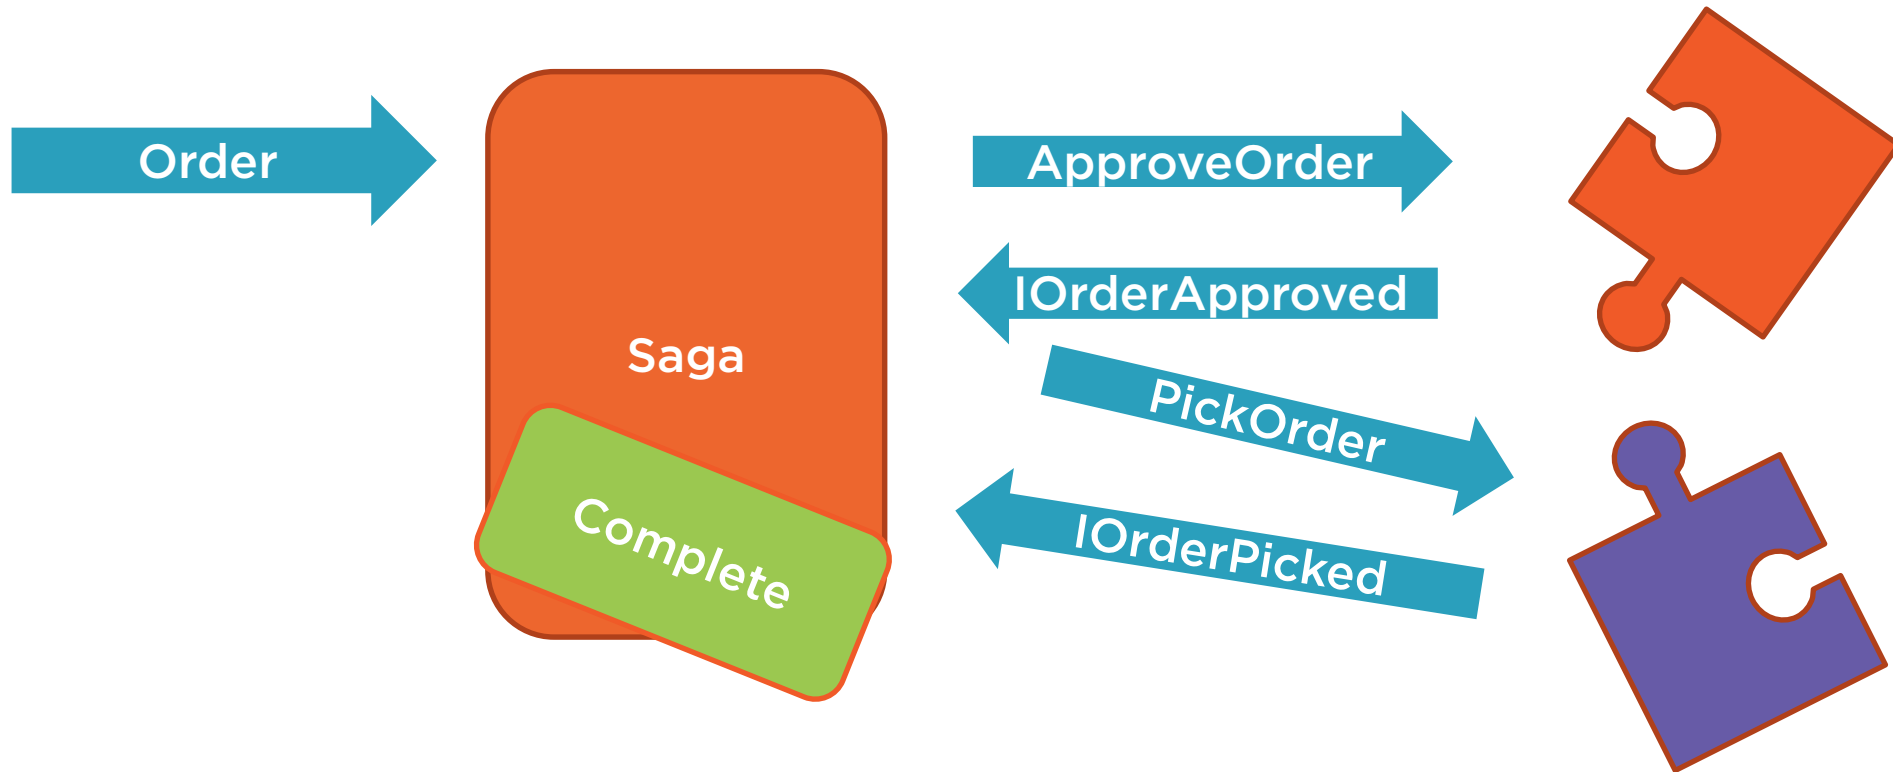 Order
ApproveOrder
IOrderApproved
Saga
PickOrder
Complete
IOrderPicked